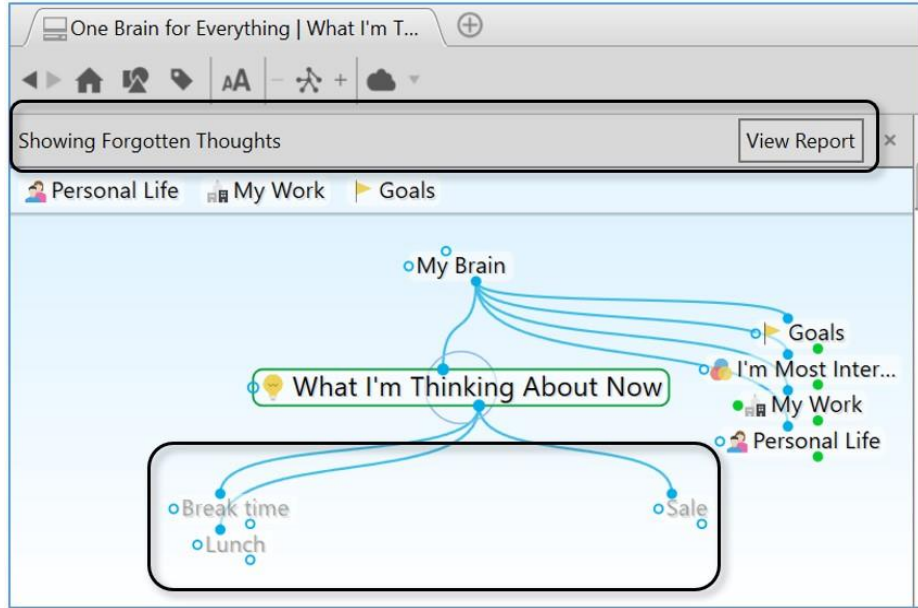 One Brain for Everything | What I'm T...
AA
Showing Forgotten Thoughts
View Report
Personal Life
My Work
Goals
My Brain
Goals
I'm Most Inter...
What I'm Thinking About Now
My Work
Personal Life
Break time
Sale
Lunch